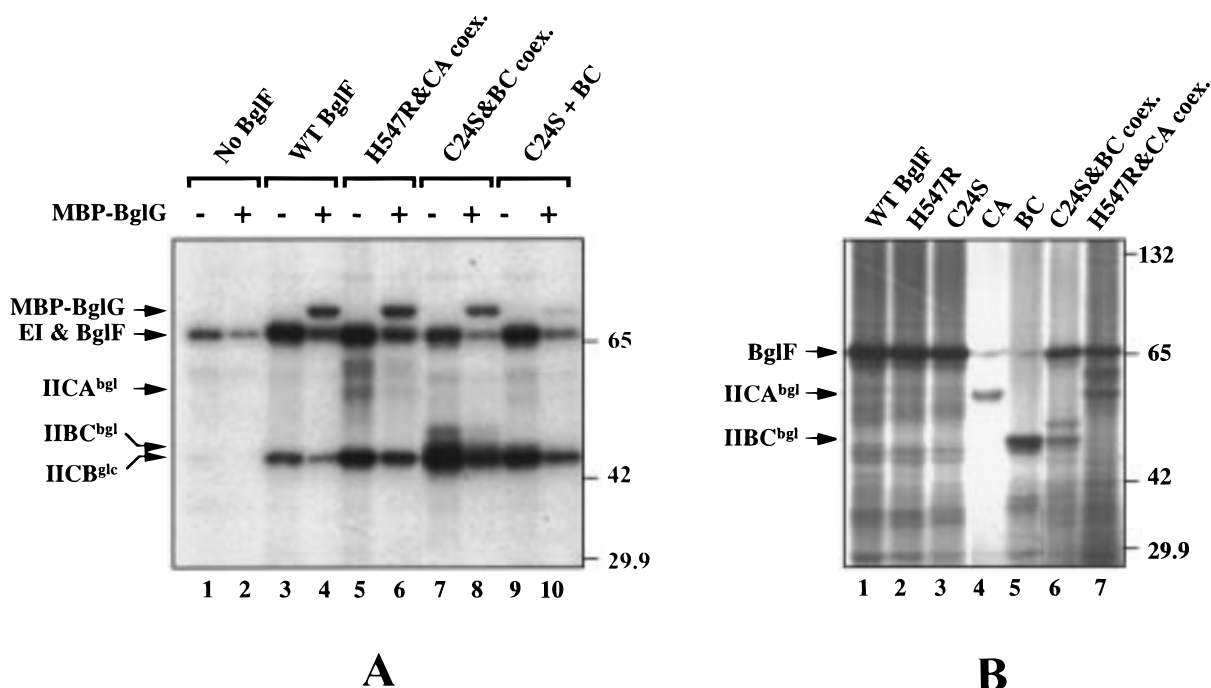 No BglF
WT BglF
H547R&CA coex.
C24S&BC coex.
C24S + BC
MBP-BglG
- + - + - + - + - +
MBP-BglG
EI & BglF
IICAbgl
IIBCbgl
IICBglc
65
42
29.9
1 2 3 4 5 6 7 8 9 10
A
WT BglF
H547R
C24S
CA
BC
C24S&BC coex.
H547R&CA coex.
BglF
IICAbgl
IIBCbgl
132
65
42
29.9
1 2 3 4 5 6 7
B